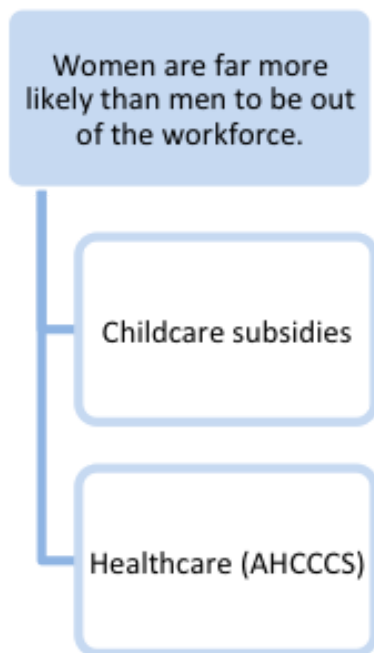 Women are far more
likely than men to be out
of the workforce.
Childcare subsidies
Healthcare (AHCCCS)